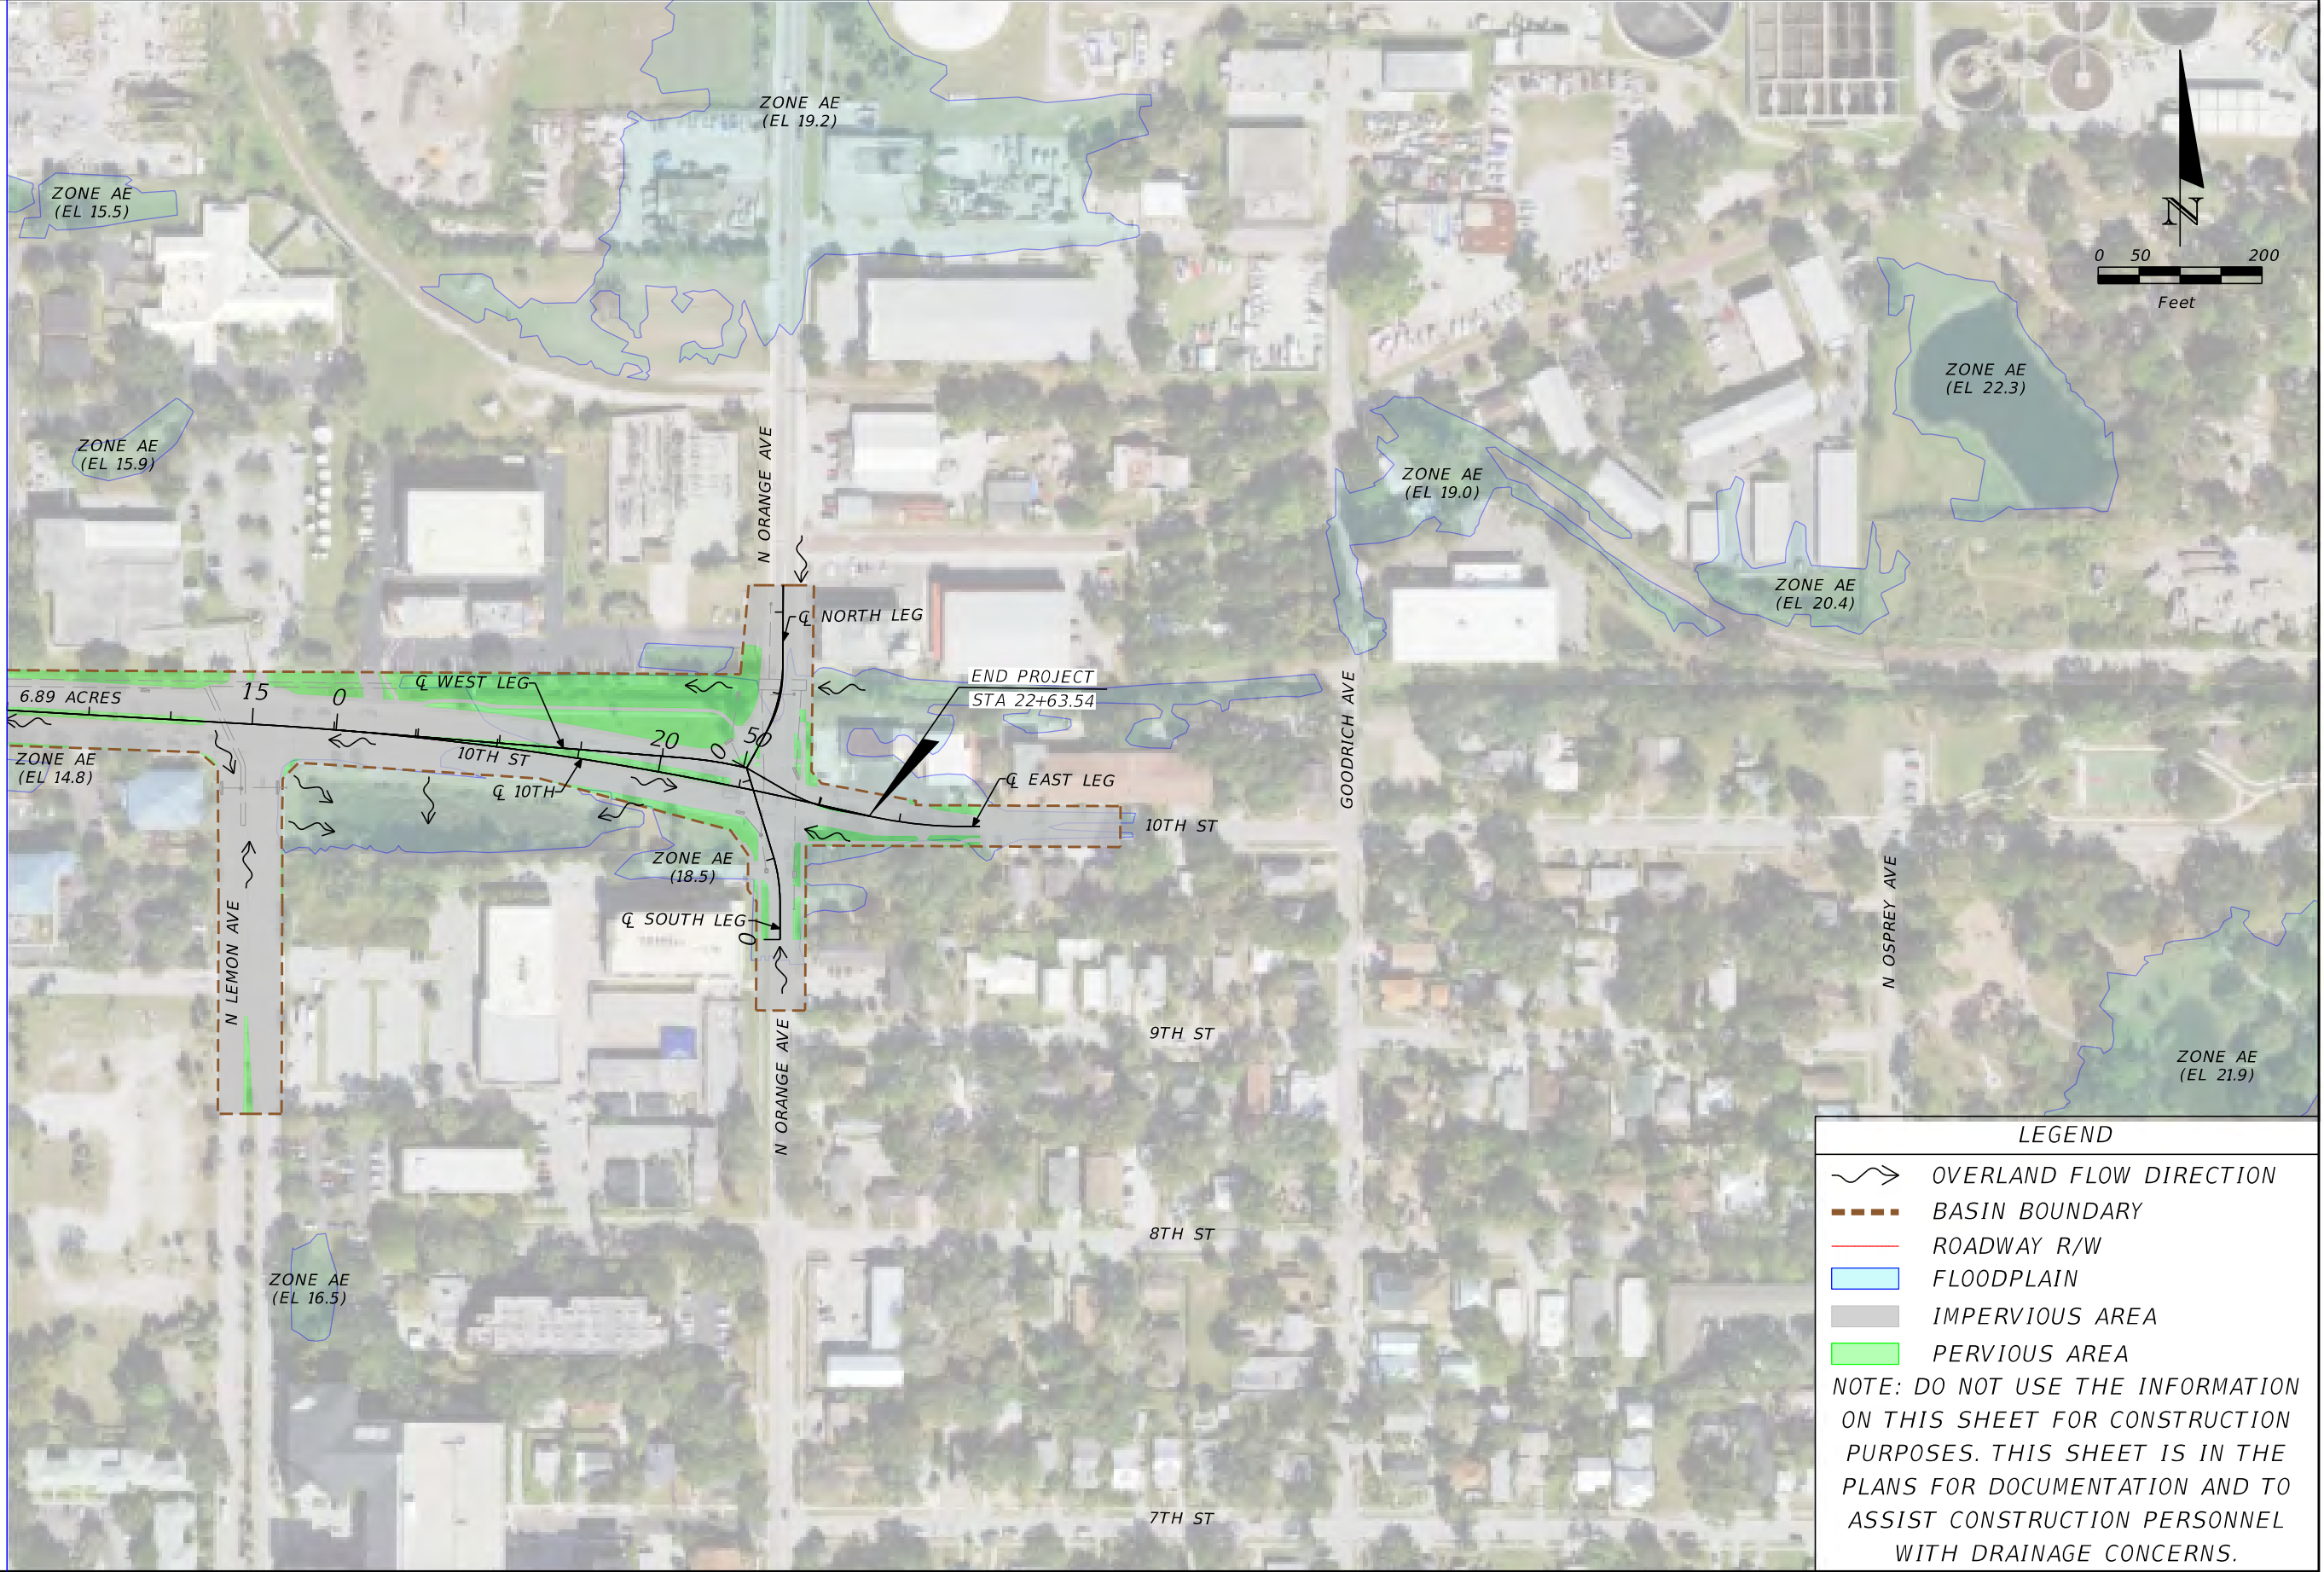 ZONE AE
(EL 19.2)
ZONE AE
(EL 15.5)
N
0 50 200
Feet
ZONE AE
(EL 22.3)
ZONE AE
(EL 15.9)
N ORANGE AVE
ZONE AE
(EL 19.0)
ZONE AE
(EL 20.4)
℄ NORTH LEG
6.89 ACRES
15
0
℄ WEST LEG
END PROJECT
STA 22+63.54
GOODRICH AVE
10TH ST
20
0
50
ZONE AE
(EL 14.8)
℄ 10TH
℄ EAST LEG
10TH ST
ZONE AE
(18.5)
N LEMON AVE
℄ SOUTH LEG
0
N OSPREY AVE
N ORANGE AVE
9TH ST
ZONE AE
(EL 21.9)
8TH ST
ZONE AE
(EL 16.5)
7TH ST
LEGEND
OVERLAND FLOW DIRECTION
BASIN BOUNDARY
ROADWAY R/W
FLOODPLAIN
IMPERVIOUS AREA
PERVIOUS AREA
NOTE: DO NOT USE THE INFORMATION
ON THIS SHEET FOR CONSTRUCTION
PURPOSES. THIS SHEET IS IN THE
PLANS FOR DOCUMENTATION AND TO
ASSIST CONSTRUCTION PERSONNEL
WITH DRAINAGE CONCERNS.